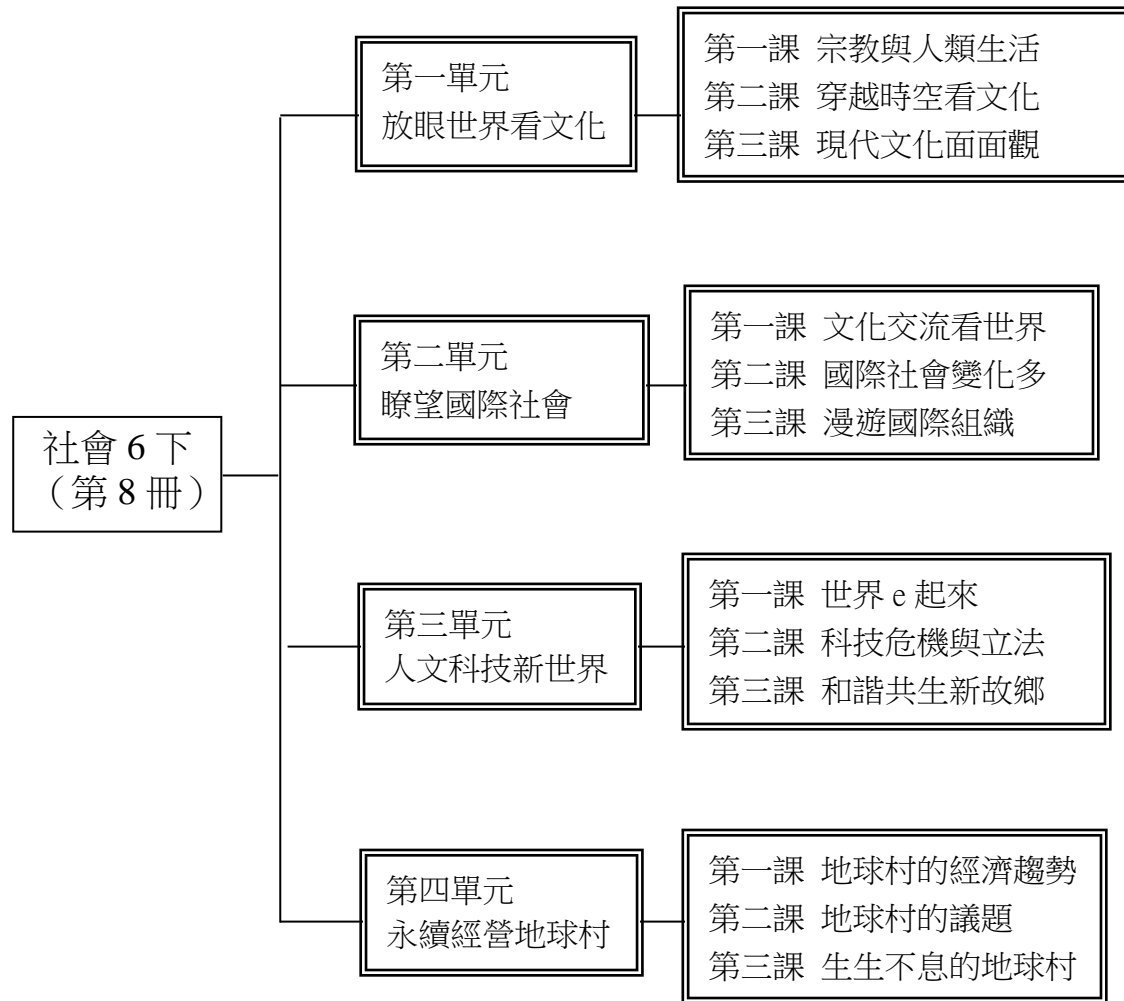 社會 6 下
（第 8 冊）
第一單元
放眼世界看文化
第一課 宗教與人類生活
第二課 穿越時空看文化
第三課 現代文化面面觀
第二單元
瞭望國際社會
第一課 文化交流看世界
第二課 國際社會變化多
第三課 漫遊國際組織
第三單元
人文科技新世界
第一課 世界 e 起來
第二課 科技危機與立法
第三課 和諧共生新故鄉
第四單元
永續經營地球村
第一課 地球村的經濟趨勢
第二課 地球村的議題
第三課 生生不息的地球村